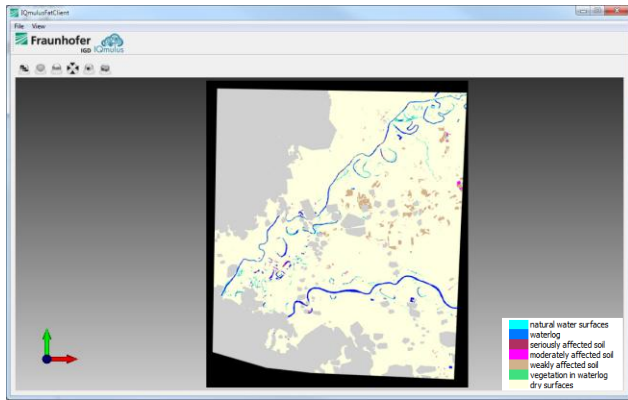 IQmulusFatClient
File View
Fraunhofer
IGD IQmulus
natural water surfaces
waterlog
seriously affected soil
moderately affected soil
weakly affected soil
vegetation in waterlog
dry surfaces